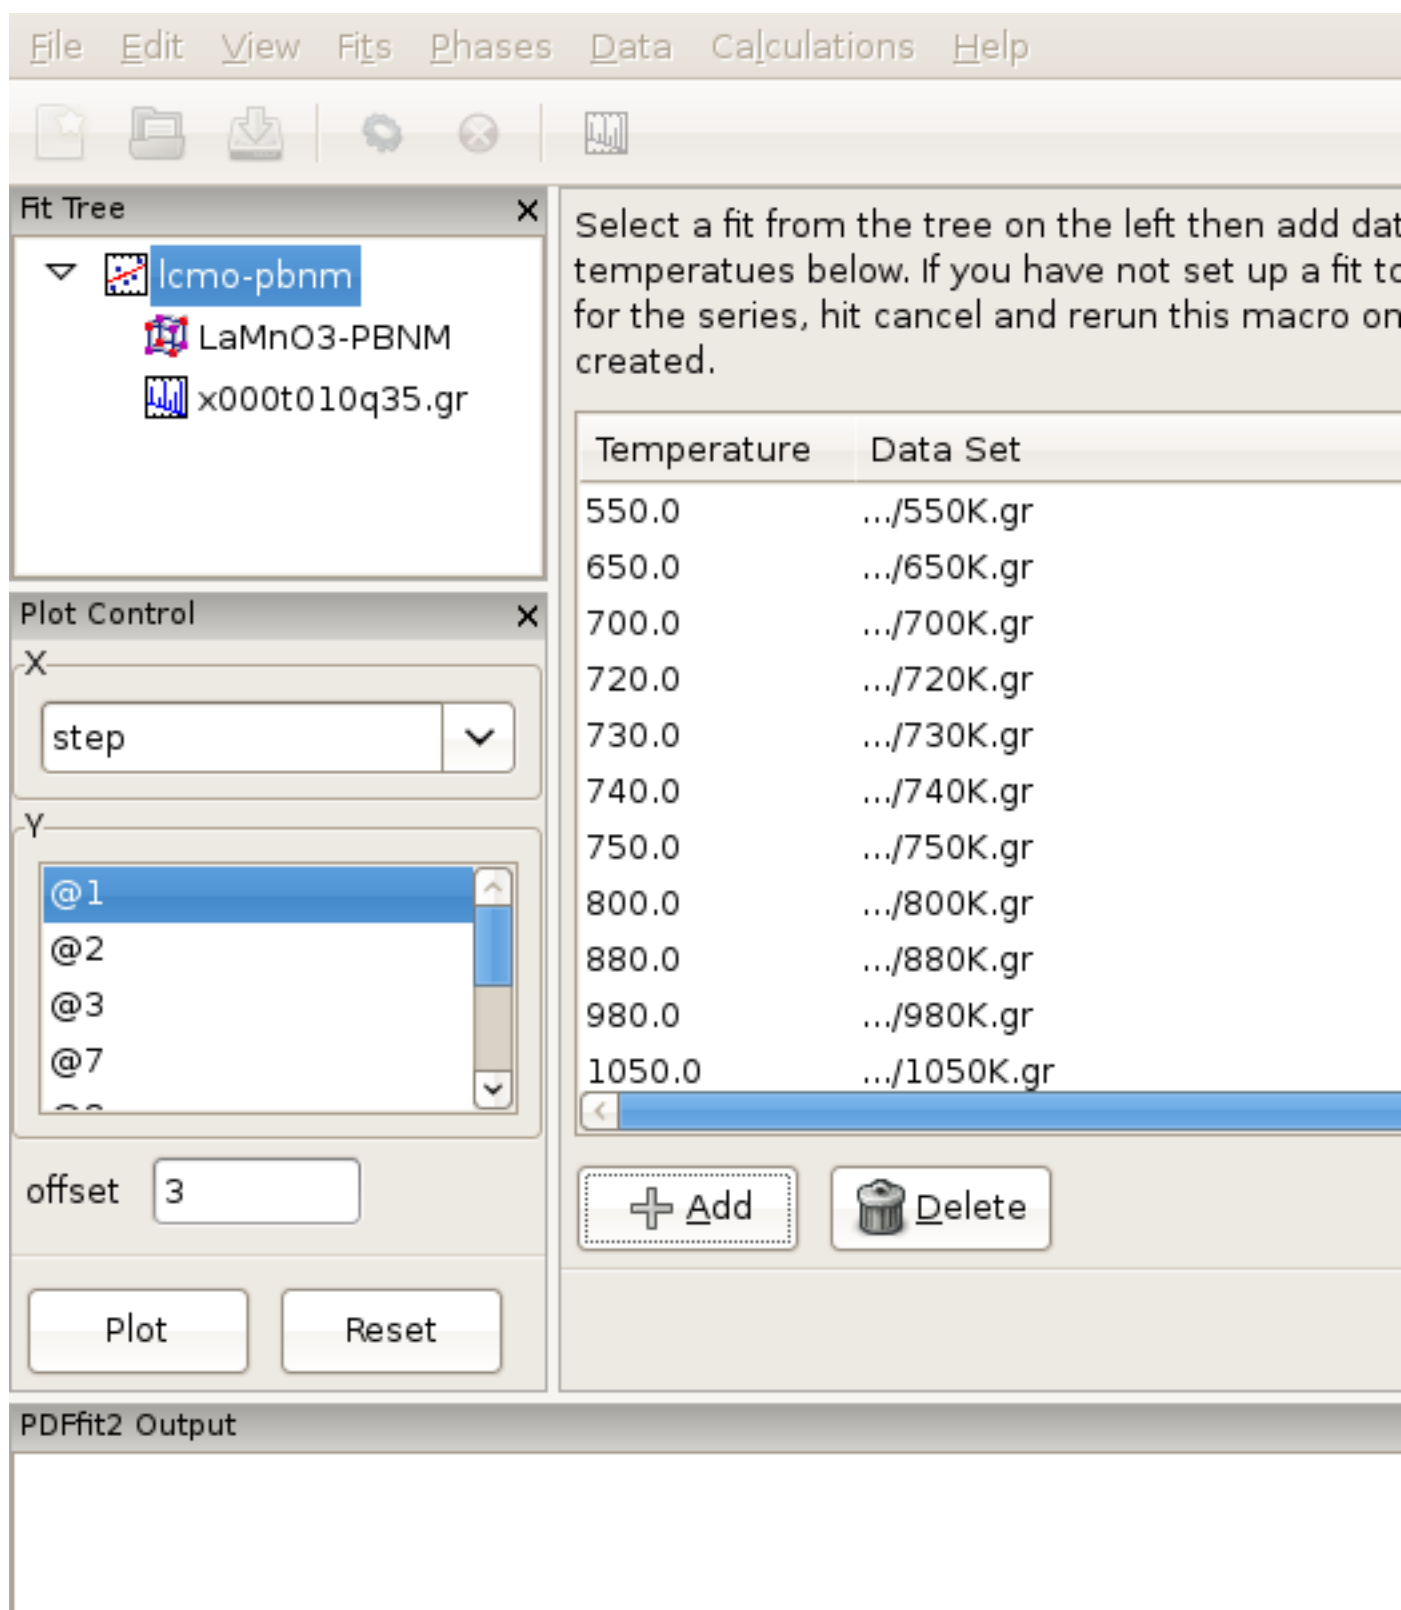 File Edit View Fits Phases Data Calculations Help
Fit Tree
lcmo-pbnm
LaMnO3-PBNM
x000t010q35.gr
Plot Control
X
step
Y
@1
@2
@3
@7
offset 3
Plot Reset
Select a fit from the tree on the left then add
temperatues below. If you have not set up a fit
for the series, hit cancel and rerun this macro
created.
Temperature Data Set
550.0 .../550K.gr
650.0 .../650K.gr
700.0 .../700K.gr
720.0 .../720K.gr
730.0 .../730K.gr
740.0 .../740K.gr
750.0 .../750K.gr
800.0 .../800K.gr
880.0 .../880K.gr
980.0 .../980K.gr
1050.0 .../1050K.gr
Add Delete
PDFfit2 Output